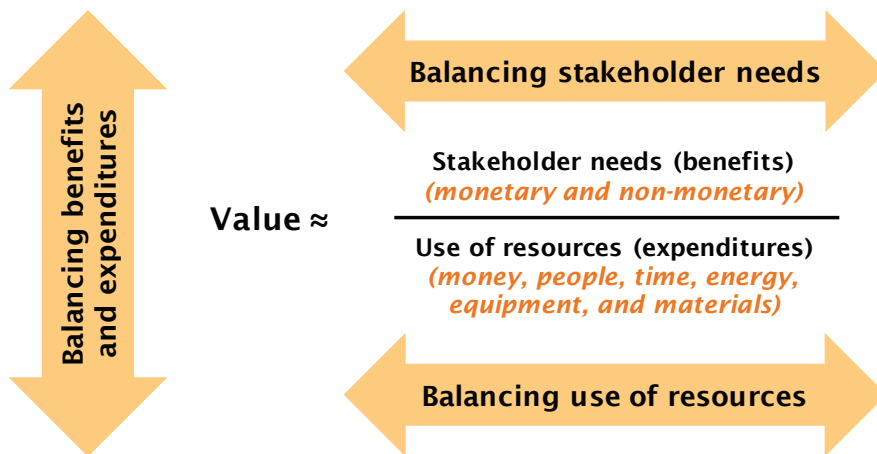 Balancing benefits
and expenditures
Balancing stakeholder needs
Value ≈
Stakeholder needs (benefits)
(monetary and non-monetary)
Use of resources (expenditures)
(money, people, time, energy,
equipment, and materials)
Balancing use of resources